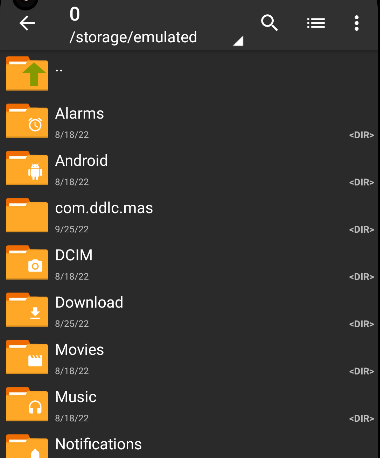 0
/storage/emulated
..
Alarms
8/18/22 <DIR>
Android
8/18/22 <DIR>
com.ddlc.mas
9/25/22 <DIR>
DCIM
8/18/22 <DIR>
Download
8/25/22 <DIR>
Movies
8/18/22 <DIR>
Music
8/18/22 <DIR>
Notifications